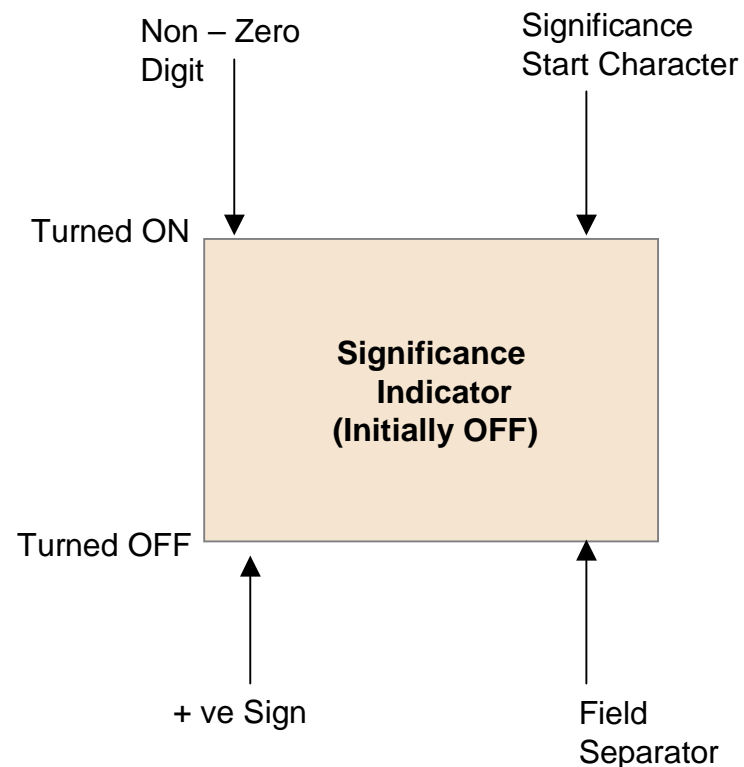 Non – Zero
Digit
Significance
Start Character
Turned ON
Significance
Indicator
(Initially OFF)
Turned OFF
+ ve Sign
Field
Separator